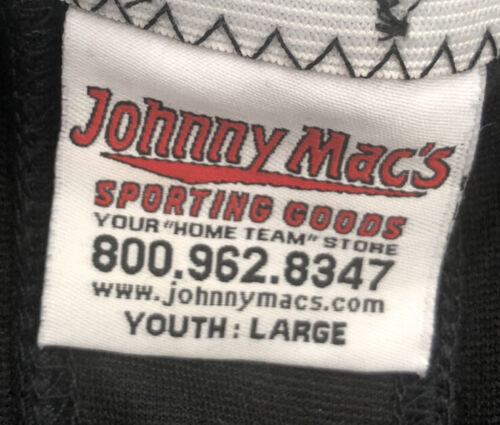 Johnny Mac's
SPORTING GOODS
YOUR "HOME TEAM" STORE
800.962.8347
www.johnnymacs.com
YOUTH : LARGE